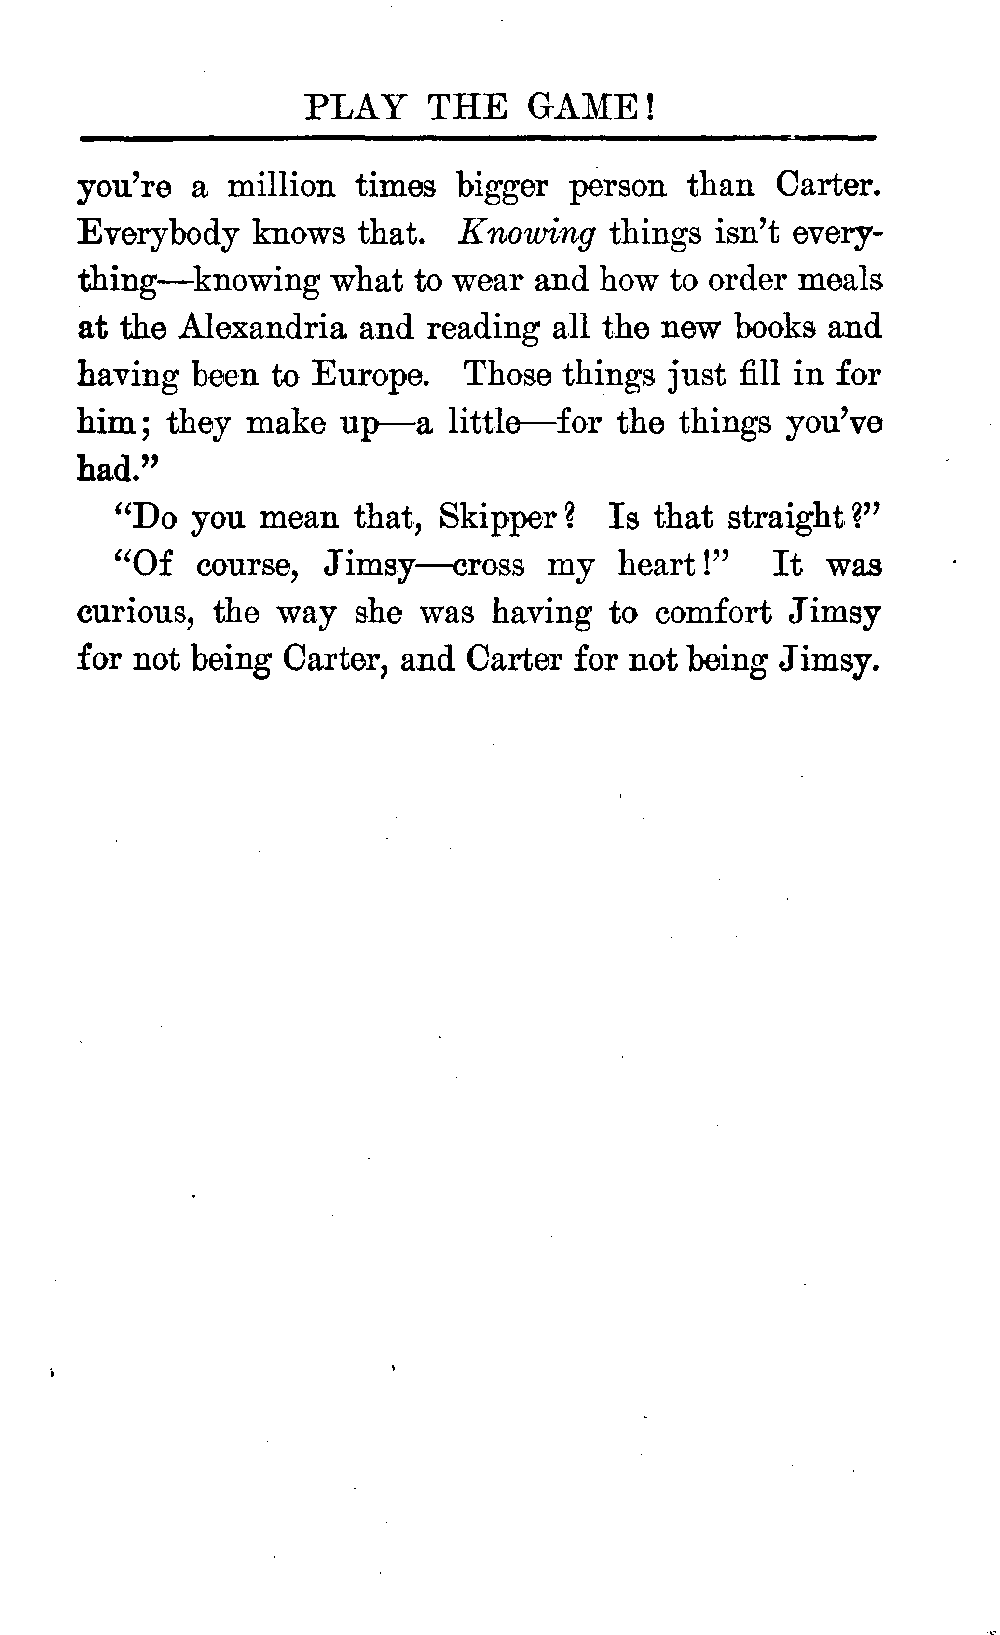 PLAY THE GAME!
you're a million times bigger person than Carter.
Everybody knows that. Knowing things isn't every-
thing—knowing what to wear and how to order meals
at the Alexandria and reading all the new books and
having been to Europe. Those things just fill in for
him; they make up—a little—for the things you've
had."
"Do you mean that, Skipper? Is that straight?"
"Of course, Jimsy—cross my heart!" It was
curious, the way she was having to comfort Jimsy
for not being Carter, and Carter for not being Jimsy.